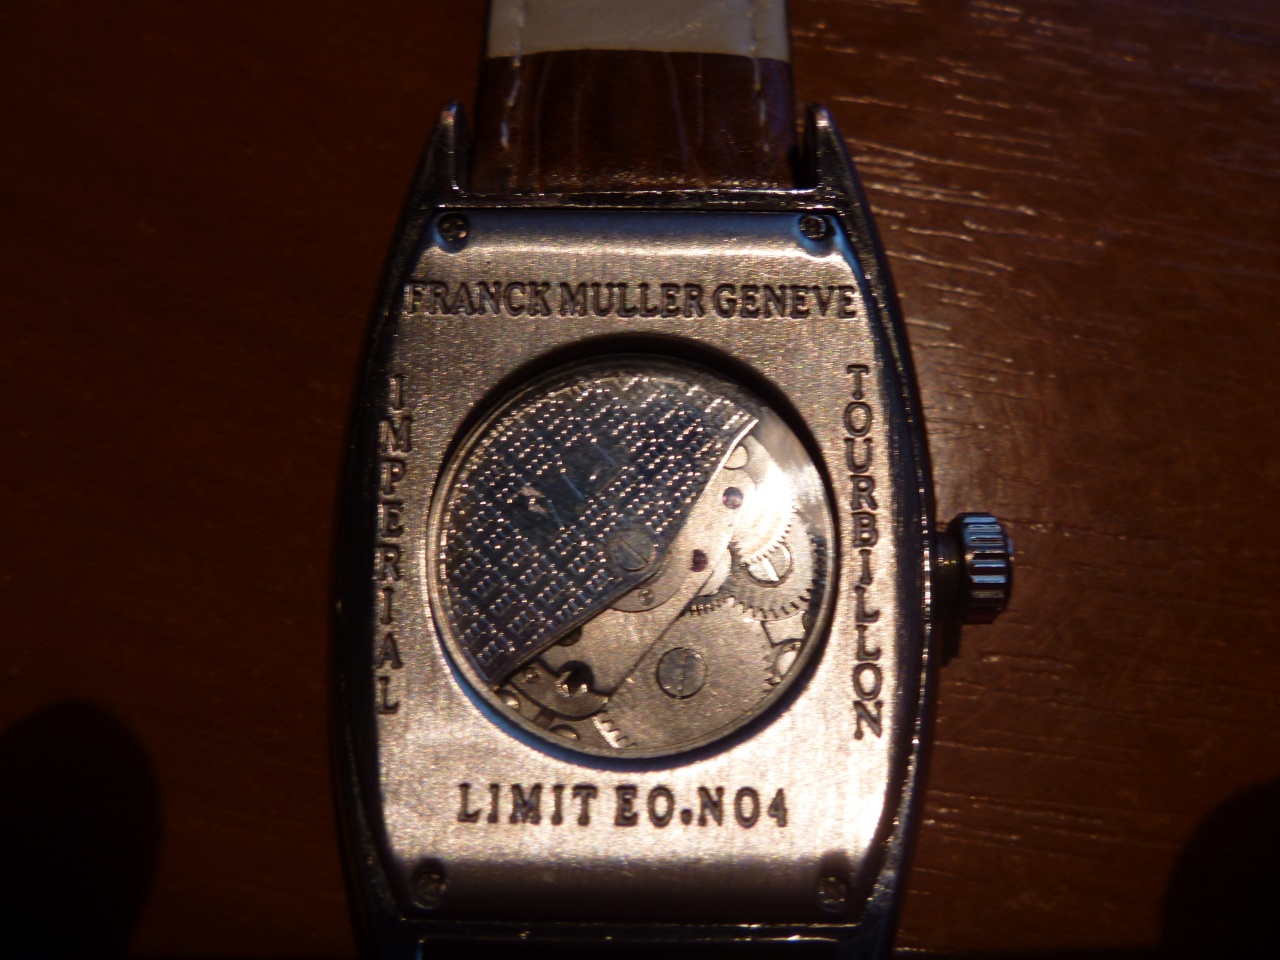 FRANCK MULLER GENEVE
IMPERIAL
TOURBILLON
LIMIT EO.NO4